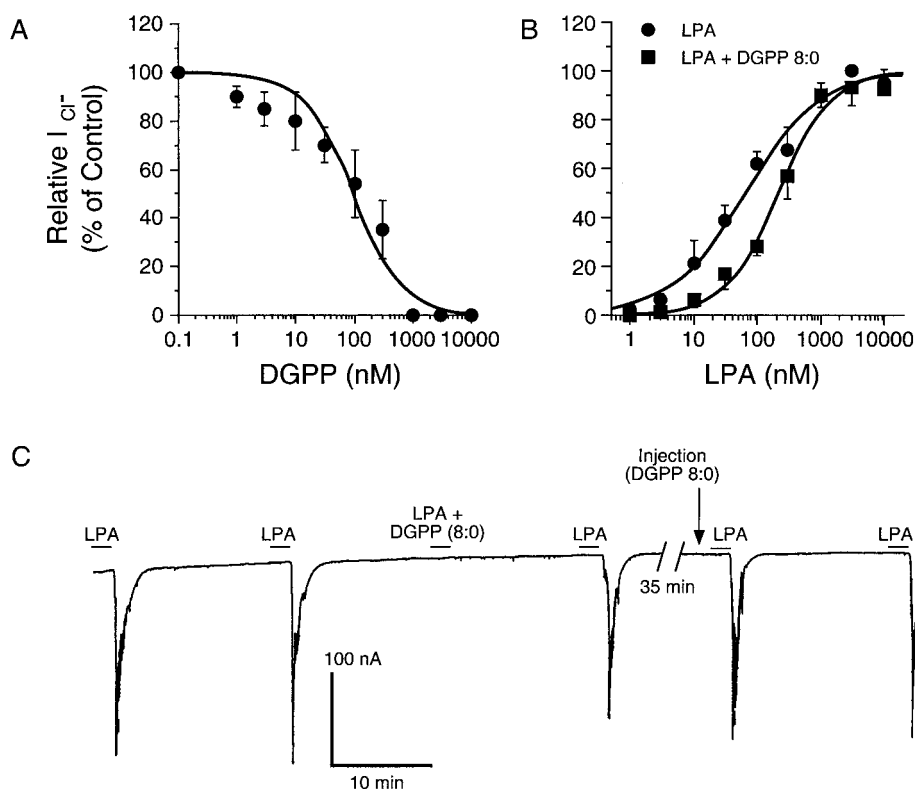 A
Relative I Cl-
(% of Control)
120
100
80
60
40
20
0
0.1 1 10 100 1000 10000
DGPP (nM)
B
LPA
LPA + DGPP 8:0
120
100
80
60
40
20
0
1 10 100 1000 10000
LPA (nM)
C
Injection
(DGPP 8:0)
LPA LPA LPA +
DGPP (8:0)
LPA LPA LPA
35 min
100 nA
10 min